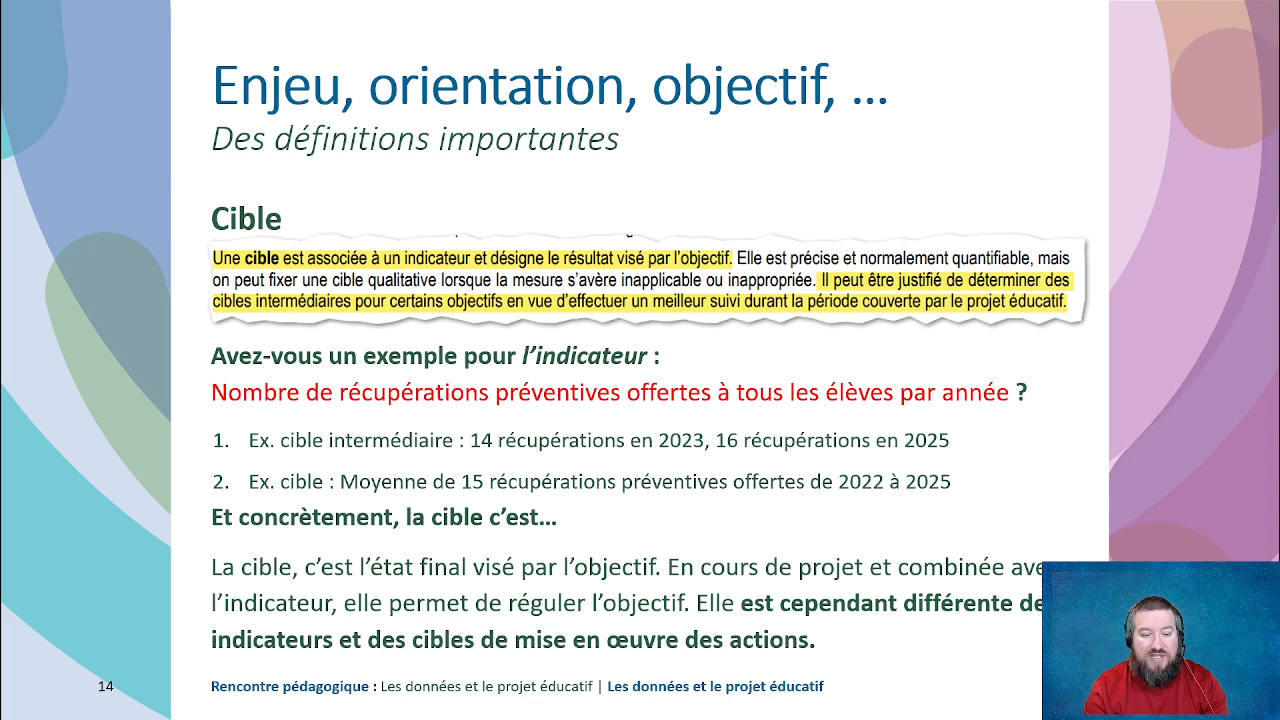 Enjeu, orientation, objectif, …
Des définitions importantes
Cible
Une cible est associée à un indicateur et désigne le résultat visé par l’objectif. Elle est précise et normalement quantifiable, mais
on peut fixer une cible qualitative lorsque la mesure s’avère inapplicable ou inappropriée. Il peut être justifié de déterminer des
cibles intermédiaires pour certains objectifs en vue d’effectuer un meilleur suivi durant la période couverte par le projet éducatif.
Avez-vous un exemple pour l’indicateur :
Nombre de récupérations préventives offertes à tous les élèves par année ?
1. Ex. cible intermédiaire : 14 récupérations en 2023, 16 récupérations en 2025
2. Ex. cible : Moyenne de 15 récupérations préventives offertes de 2022 à 2025
Et concrètement, la cible c’est…
La cible, c’est l’état final visé par l’objectif. En cours de projet et combinée
l’indicateur, elle permet de réguler l’objectif. Elle est cependant différente
indicateurs et des cibles de mise en œuvre des actions.
14
Rencontre pédagogique : Les données et le projet éducatif | Les données et le projet éducatif